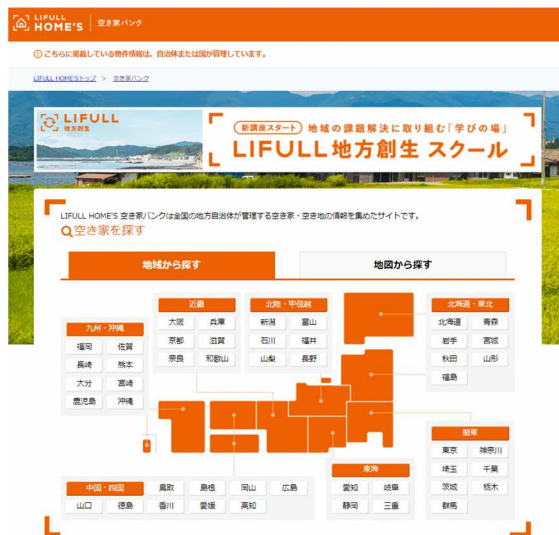 LIFULL
HOME'S 空き家バンク
こちらに掲載している物件情報は、自治体または国が管理しています。
LIFULL HOME'Sトップ > 空き家バンク
LIFULL
地方創生
新講座スタート 地域の課題解決に取り組む「学びの場」
LIFULL地方創生 スクール
LIFULL HOME'S 空き家バンクは全国の地方自治体が管理する空き家・空き地の情報を集めたサイトです。
空き家を探す
地域から探す
地図から探す
九州・沖縄
福岡 佐賀
長崎 熊本
大分 宮崎
鹿児島 沖縄
近畿
大阪 兵庫
京都 滋賀
奈良 和歌山
北陸・甲信越
新潟 富山
石川 福井
山梨 長野
北海道・東北
北海道 青森
岩手 宮城
秋田 山形
福島
関東
東京 神奈川
埼玉 千葉
茨城 栃木
群馬
東海
愛知 岐阜
静岡 三重
中国・四国 鳥取 島根 岡山 広島
山口 徳島 香川 愛媛 高知